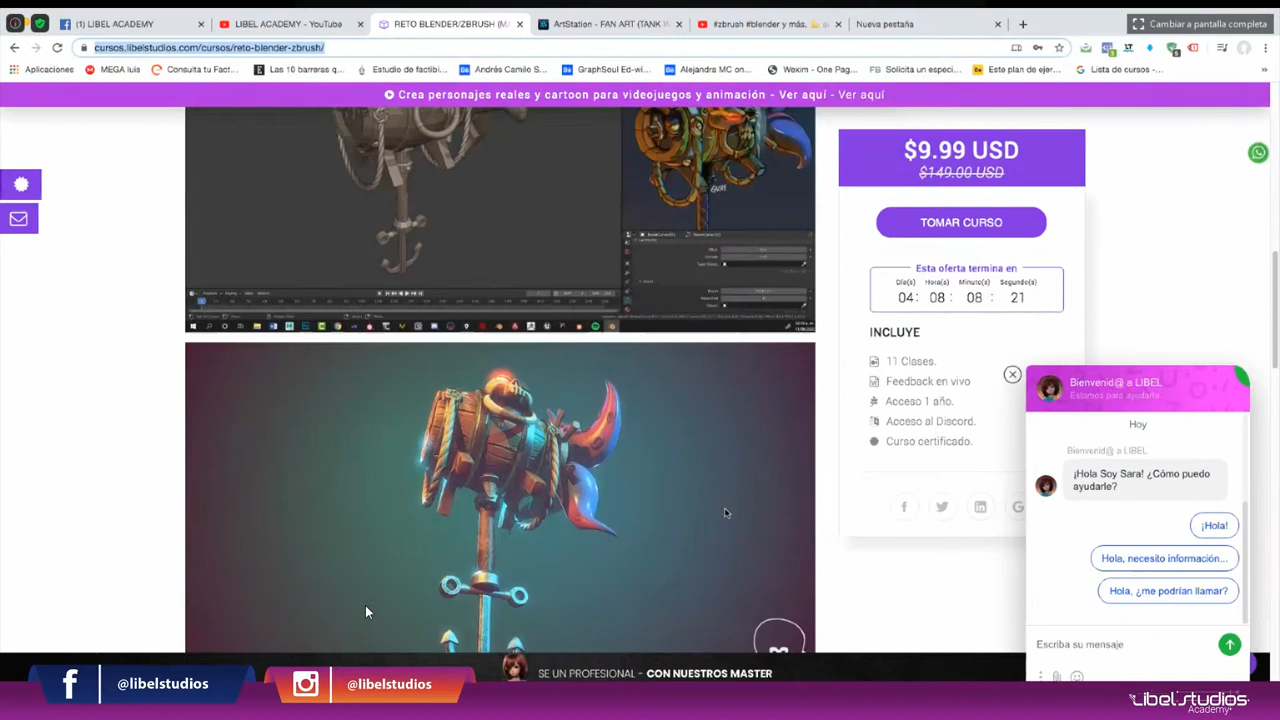 LIBEL ACADEMY
LIBEL ACADEMY - YouTube
RETO BLENDER/ZBRUSH (MA
ArtStation - FAN ART (TANK W
#zbrush #blender y más,
Nueva pestaña
Cambiar a pantalla completa
cursos.libelstudios.com/cursos/reto-blender-zbrush/
Aplicaciones
MEGA luis
Consulta tu Fact...
Las 10 barreras q...
Estudio de factibi...
Andrés Camilo S...
GraphSoul Ed-wi...
Alejandra MC on...
Wexim - One Pag...
FB Solicita un especi...
Este plan de ejer...
Lista de cursos -...
Crea personajes reales y cartoon para videojuegos y animación - Ver aquí - Ver aquí
$9.99 USD
$149.00 USD
TOMAR CURSO
Esta oferta termina en
Día(s) Hora(s) Minuto(s) Segundo(s)
04: 08: 08: 21
INCLUYE
11 Clases.
Feedback en vivo
Acceso 1 año.
Acceso al Discord.
Curso certificado.
Bienvenid@ a LIBEL
Estamos para ayudarte
Hoy
Bienvenid@ a LIBEL
¡Hola Soy Sara! ¿Cómo puedo
ayudarle?
¡Hola!
Hola, necesito información...
Hola, ¿me podrían llamar?
Escriba su mensaje
SE UN PROFESIONAL - CON NUESTROS MASTER
@libelstudios
@libelstudios
Libel Studios
Academy